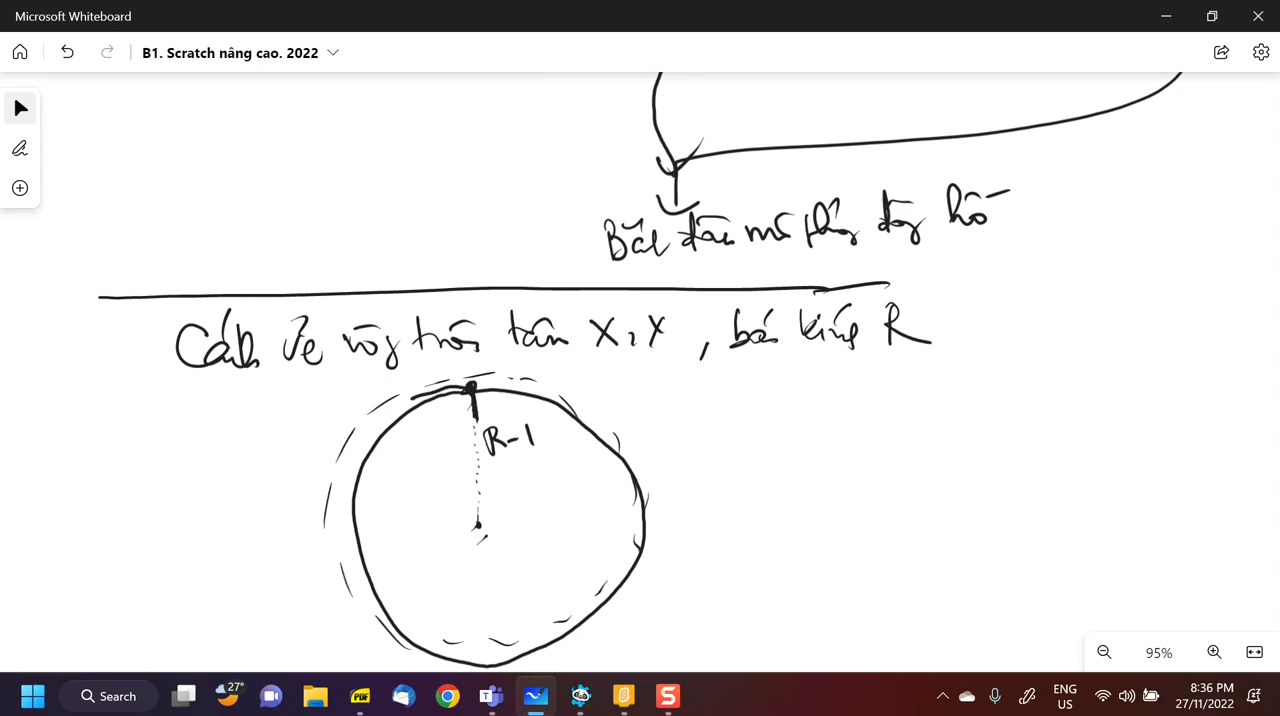 Microsoft Whiteboard
B1. Scratch nâng cao. 2022
Bắt đầu mô phỏng đồng hồ
Cách vẽ vòng tròn tâm X, Y, bán kính R
R-1
95%
Search
27°
ENG
US
8:36 PM
27/11/2022